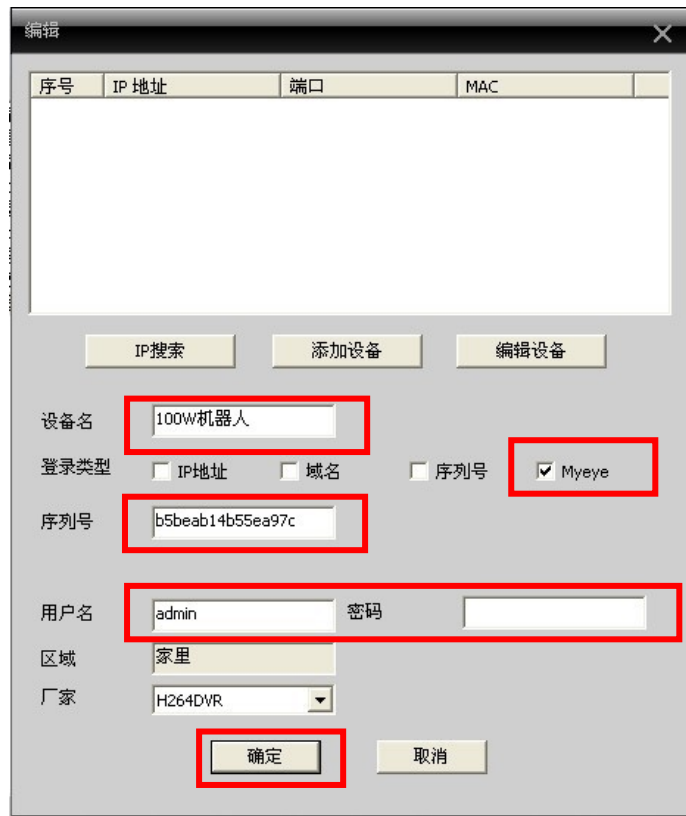 编辑
序号 IP 地址 端口 MAC
IP搜索 添加设备 编辑设备
设备名 100W机器人
登录类型 IP地址 域名 序列号 Myeye
序列号 b5beab14b55ea97c
用户名 admin 密码
区域 家里
厂家 H264DVR
确定 取消